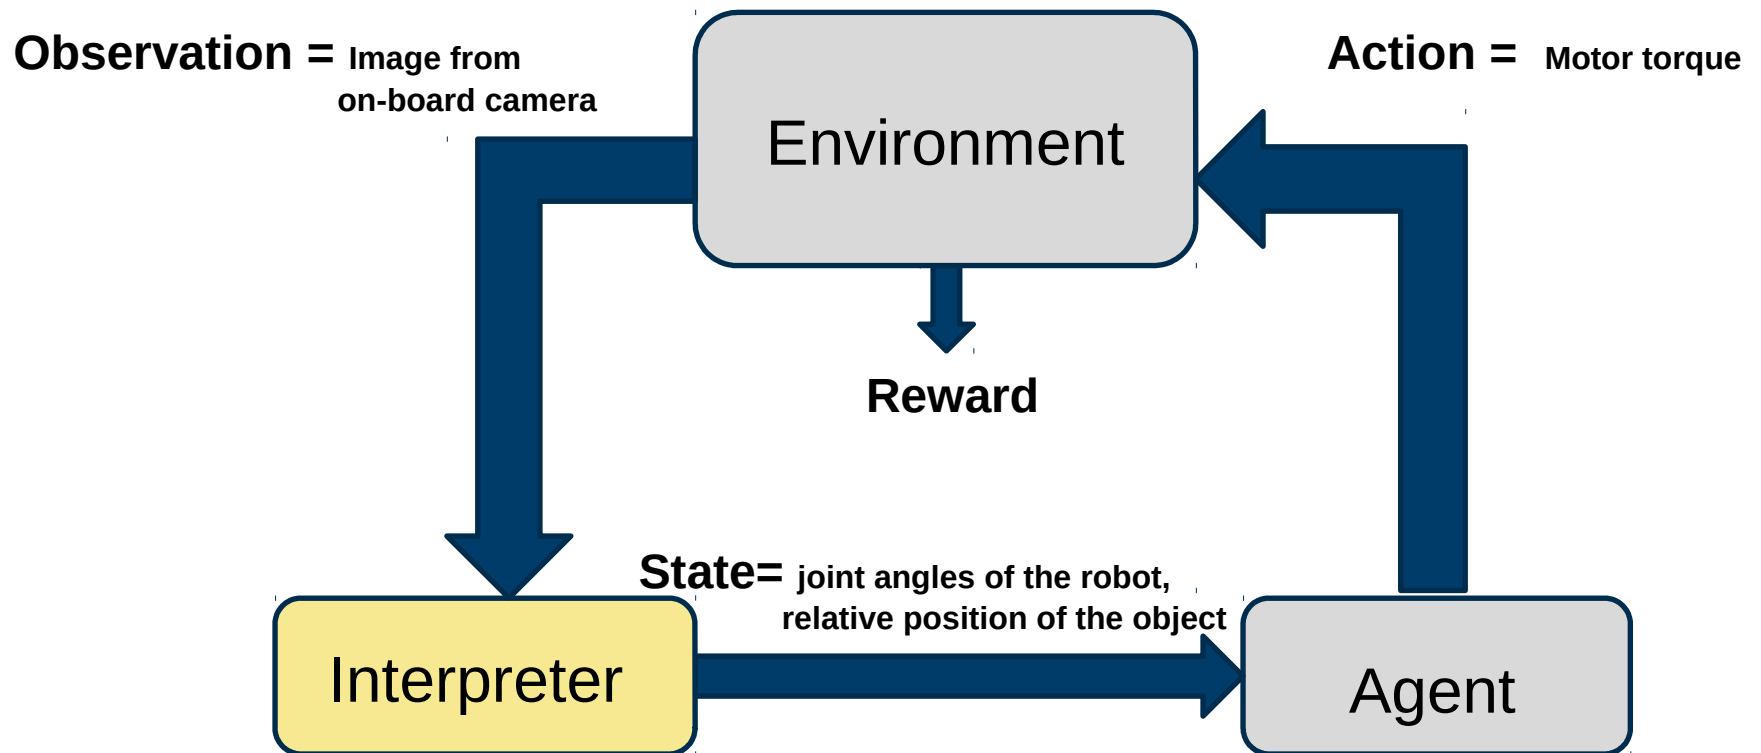 Observation = Image from
on-board camera
Environment
Action = Motor torque
Reward
State= joint angles of the robot,
relative position of the object
Interpreter
Agent